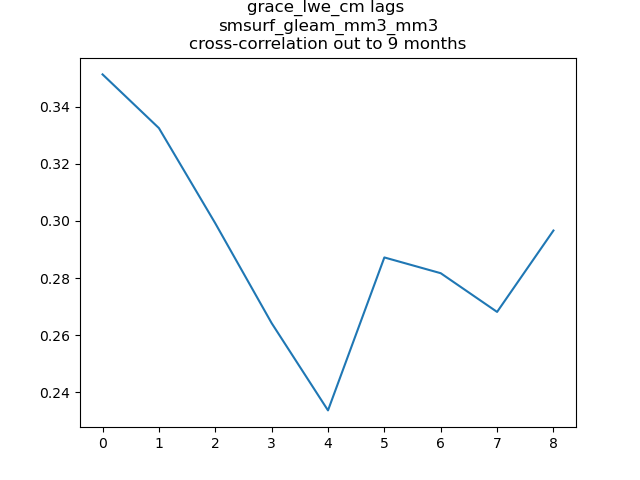 grace_lwe_cm lags
smsurf_gleam_mm3_mm3
cross-correlation out to 9 months
0.34
0.32
0.30
0.28
0.26
0.24
0 1 2 3 4 5 6 7 8